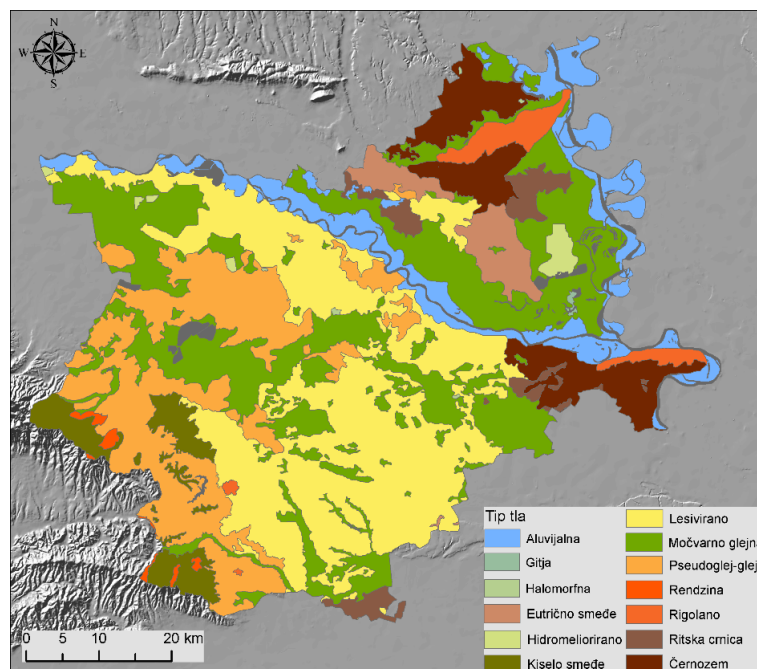 N
W E
S
Tip tla
Aluvijalna
Gitja
Halomorfna
Eutrično smeđe
Hidromeliorirano
Kiselo smeđe
Lesivirano
Močvarno glejna
Pseudoglej-glej
Rendzina
Rigolano
Ritska crnica
Černozem
0 5 10 20 km